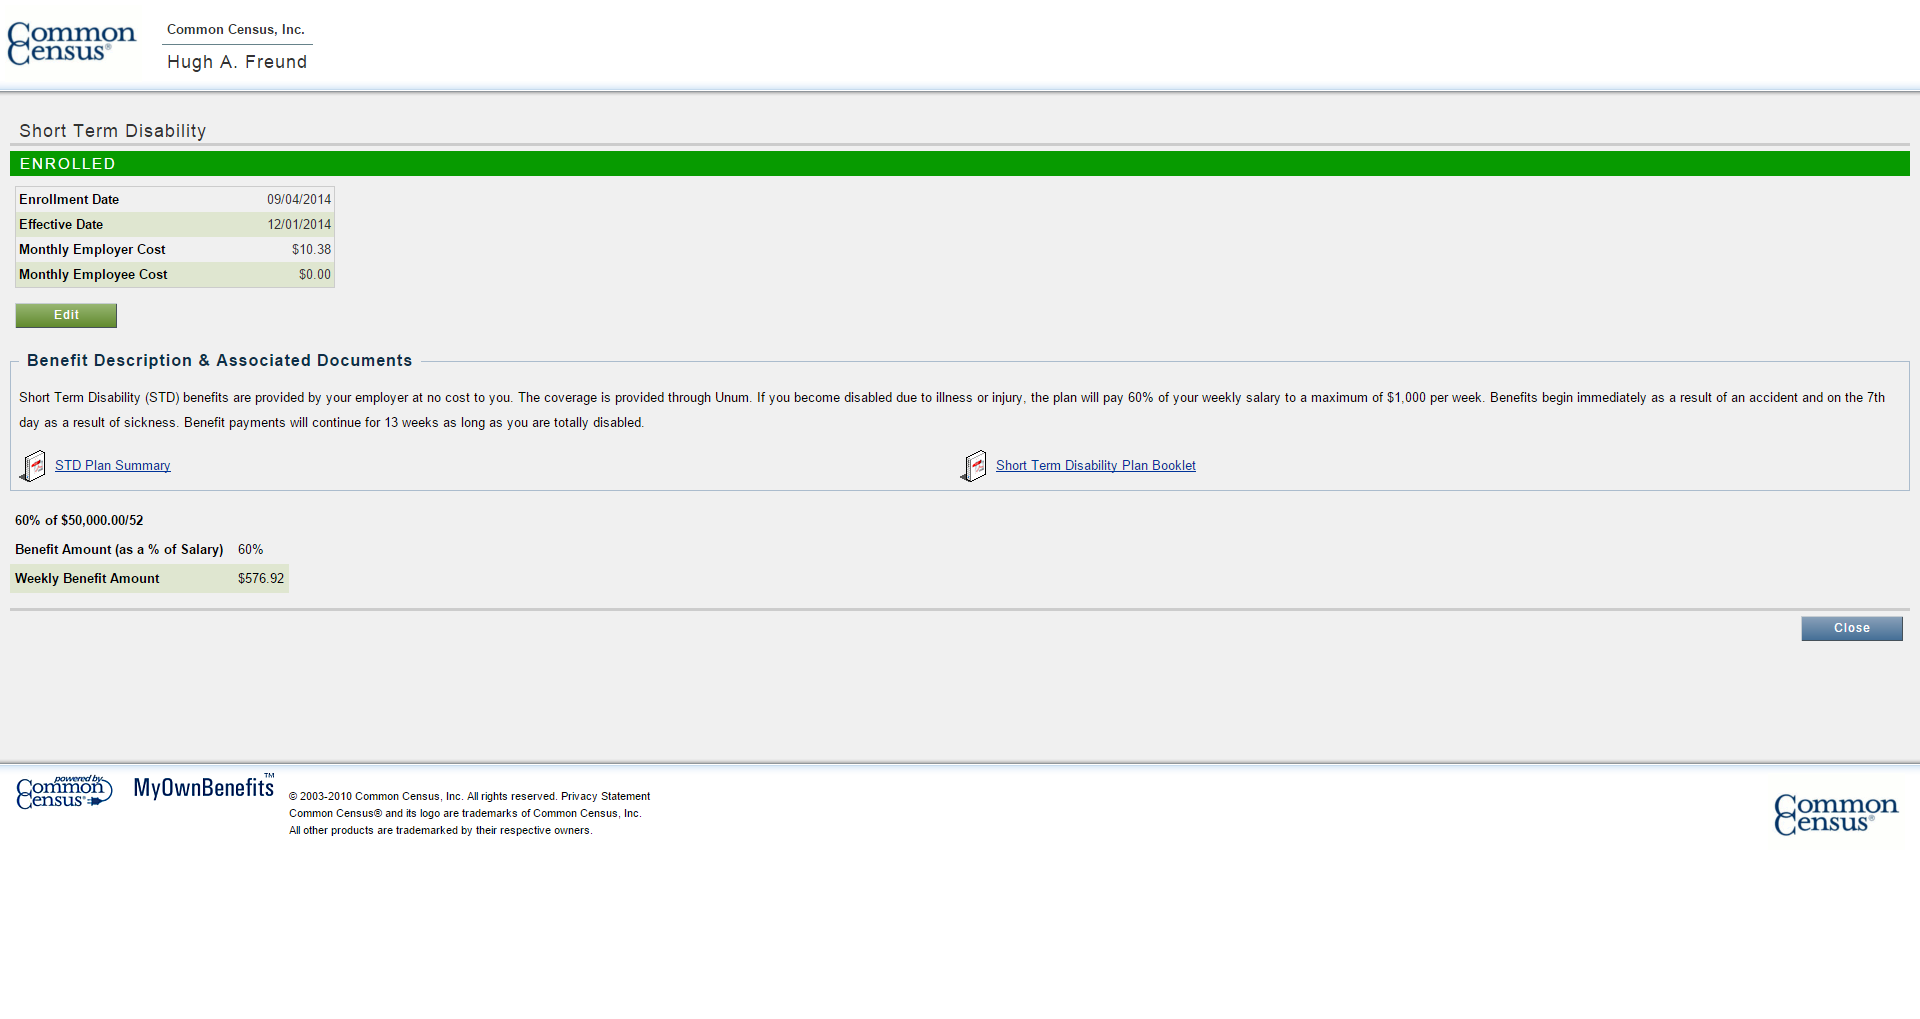 Common Census®
Common Census, Inc.
Hugh A. Freund
Short Term Disability
ENROLLED
Enrollment Date 09/04/2014
Effective Date 12/01/2014
Monthly Employer Cost $10.38
Monthly Employee Cost $0.00
Edit
Benefit Description & Associated Documents
Short Term Disability (STD) benefits are provided by your employer at no cost to you. The coverage is provided through Unum. If you become disabled due to illness or injury, the plan will pay 60% of your weekly salary to a maximum of $1,000 per week. Benefits begin immediately as a result of an accident and on the 7th
day as a result of sickness. Benefit payments will continue for 13 weeks as long as you are totally disabled.
STD Plan Summary Short Term Disability Plan Booklet
60% of $50,000.00/52
Benefit Amount (as a % of Salary) 60%
Weekly Benefit Amount $576.92
Close
powered by
Common Census®
MyOwnBenefits™
© 2003-2010 Common Census, Inc. All rights reserved. Privacy Statement
Common Census® and its logo are trademarks of Common Census, Inc.
All other products are trademarked by their respective owners.
Common Census®